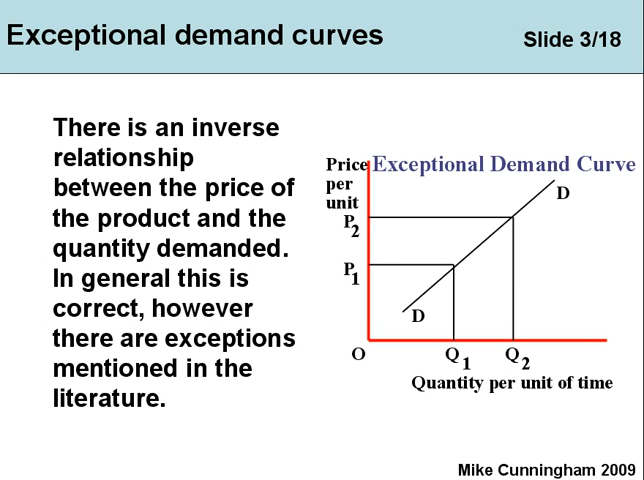 Exceptional demand curves
Slide 3/18
There is an inverse
relationship
between the price of
the product and the
quantity demanded.
In general this is
correct, however
there are exceptions
mentioned in the
literature.
Exceptional Demand Curve
Price
per
unit
P2
P1
D
D
O
Q1
Q2
Quantity per unit of time
Mike Cunningham 2009